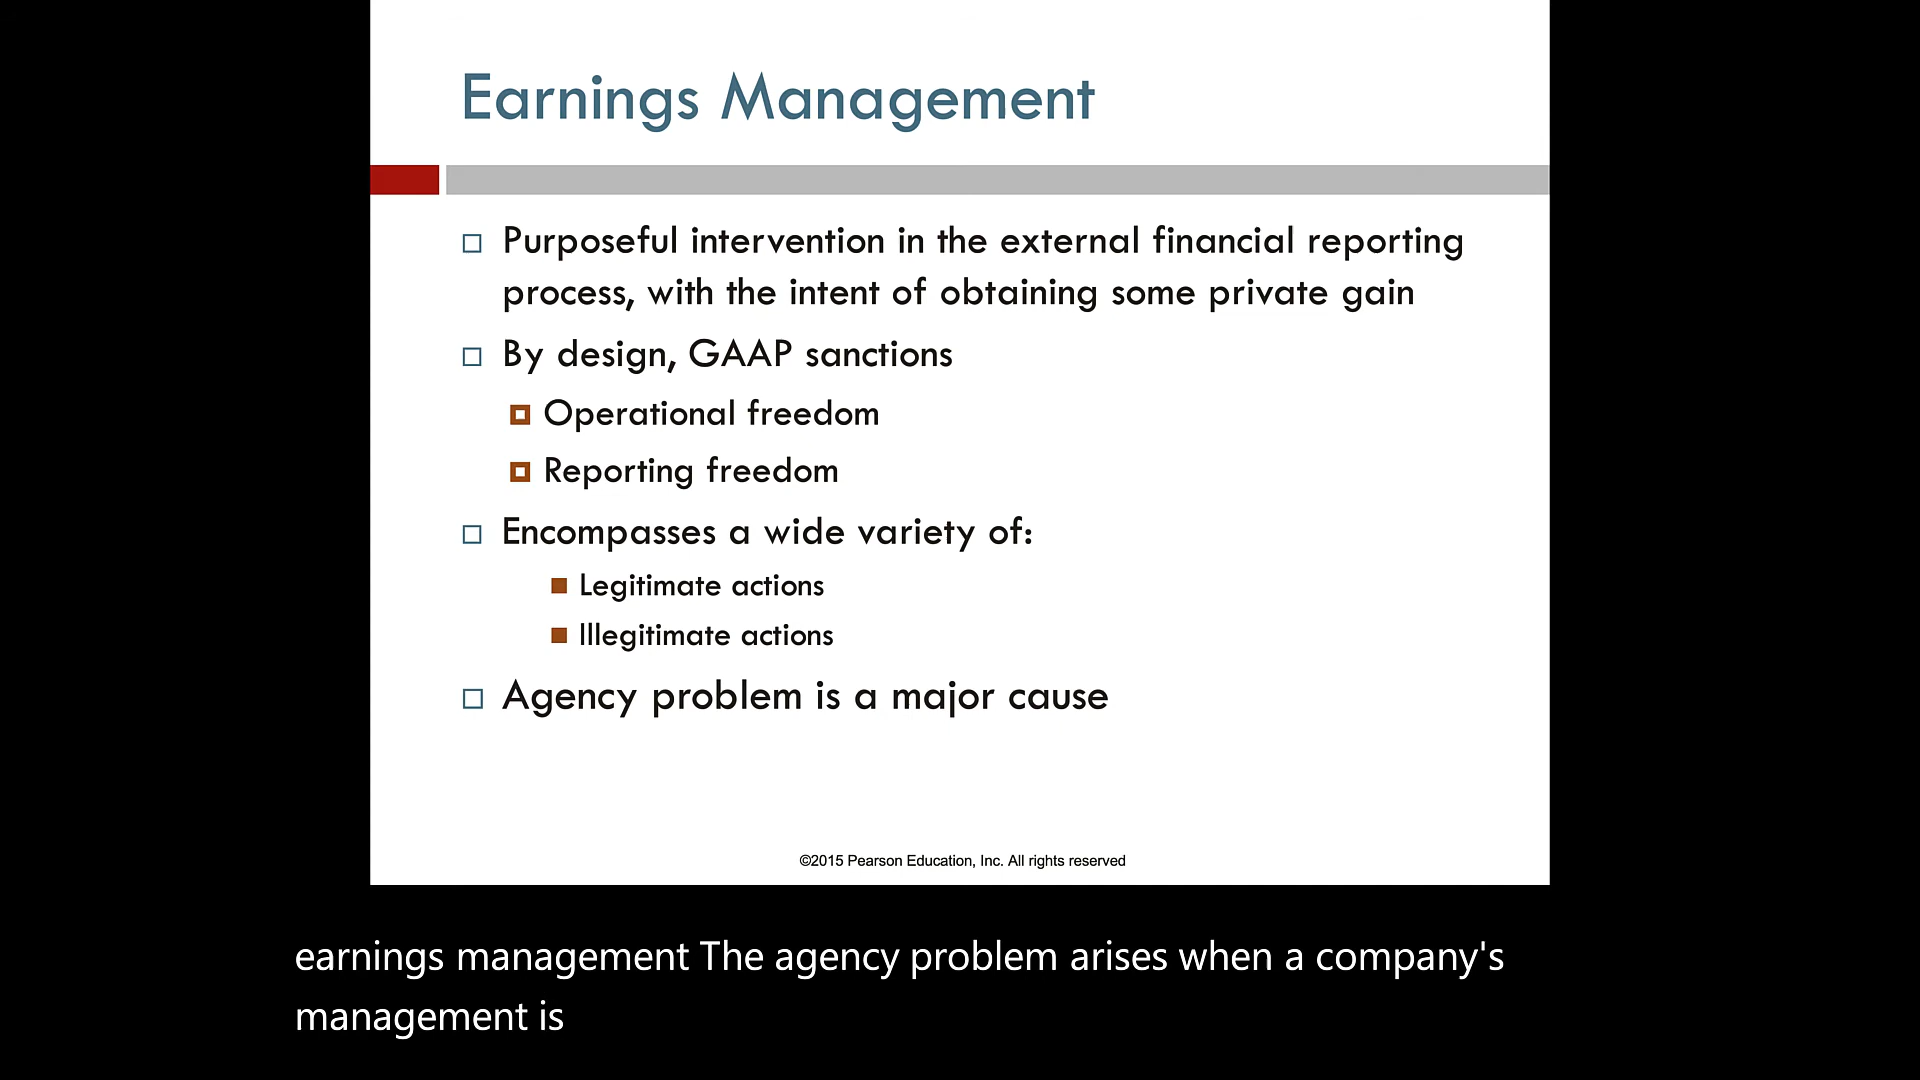 Earnings Management
Purposeful intervention in the external financial reporting
process, with the intent of obtaining some private gain
By design, GAAP sanctions
Operational freedom
Reporting freedom
Encompasses a wide variety of:
Legitimate actions
Illegitimate actions
Agency problem is a major cause
©2015 Pearson Education, Inc. All rights reserved
earnings management The agency problem arises when a company's
management is